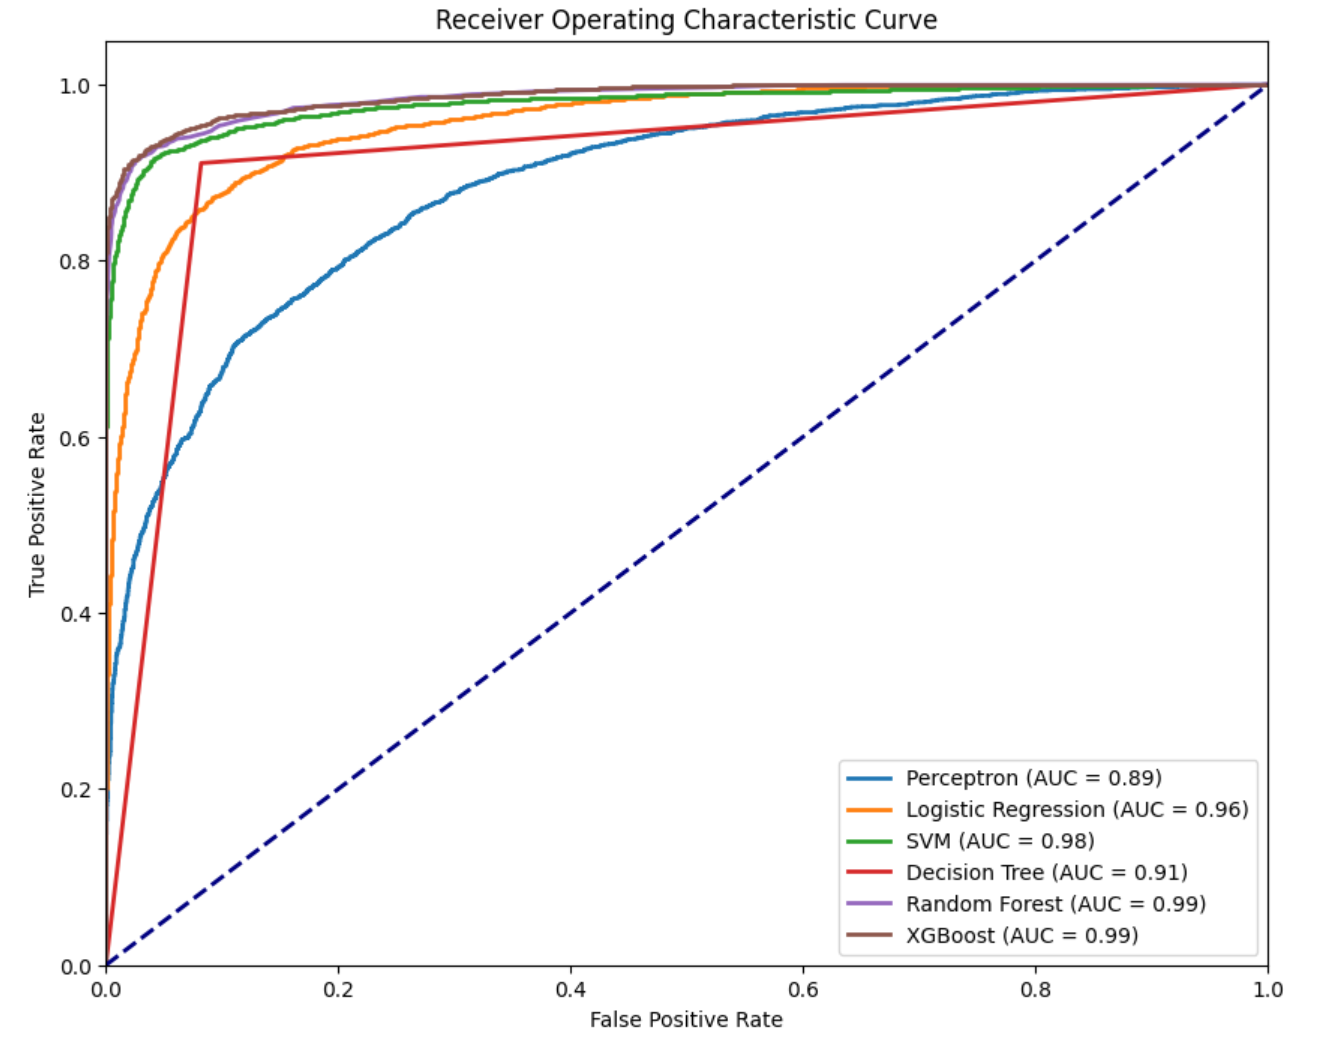 Receiver Operating Characteristic Curve
1.0
0.8
0.6
0.4
0.2
0.0
True Positive Rate
Perceptron (AUC = 0.89)
Logistic Regression (AUC = 0.96)
SVM (AUC = 0.98)
Decision Tree (AUC = 0.91)
Random Forest (AUC = 0.99)
XGBoost (AUC = 0.99)
0.0 0.2 0.4 0.6 0.8 1.0
False Positive Rate